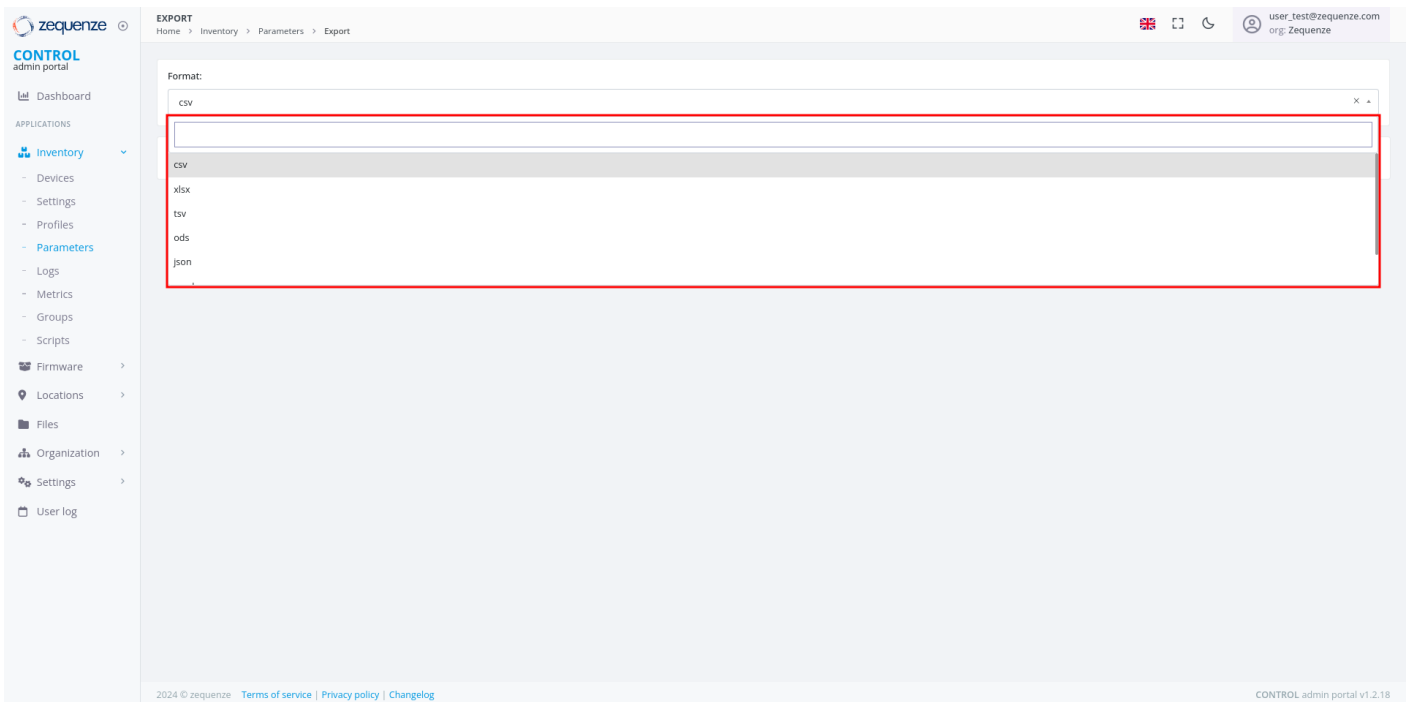 zequenze
CONTROL
admin portal
Dashboard
APPLICATIONS
Inventory
- Devices
- Settings
- Profiles
- Parameters
- Logs
- Metrics
- Groups
- Scripts
Firmware
Locations
Files
Organization
Settings
User log
EXPORT
Home > Inventory > Parameters > Export
user_test@zequenze.com
org: Zequenze
Format:
csv
csv
xlsx
tsv
ods
json
2024 © zequenze Terms of service | Privacy policy | Changelog
CONTROL admin portal v1.2.18